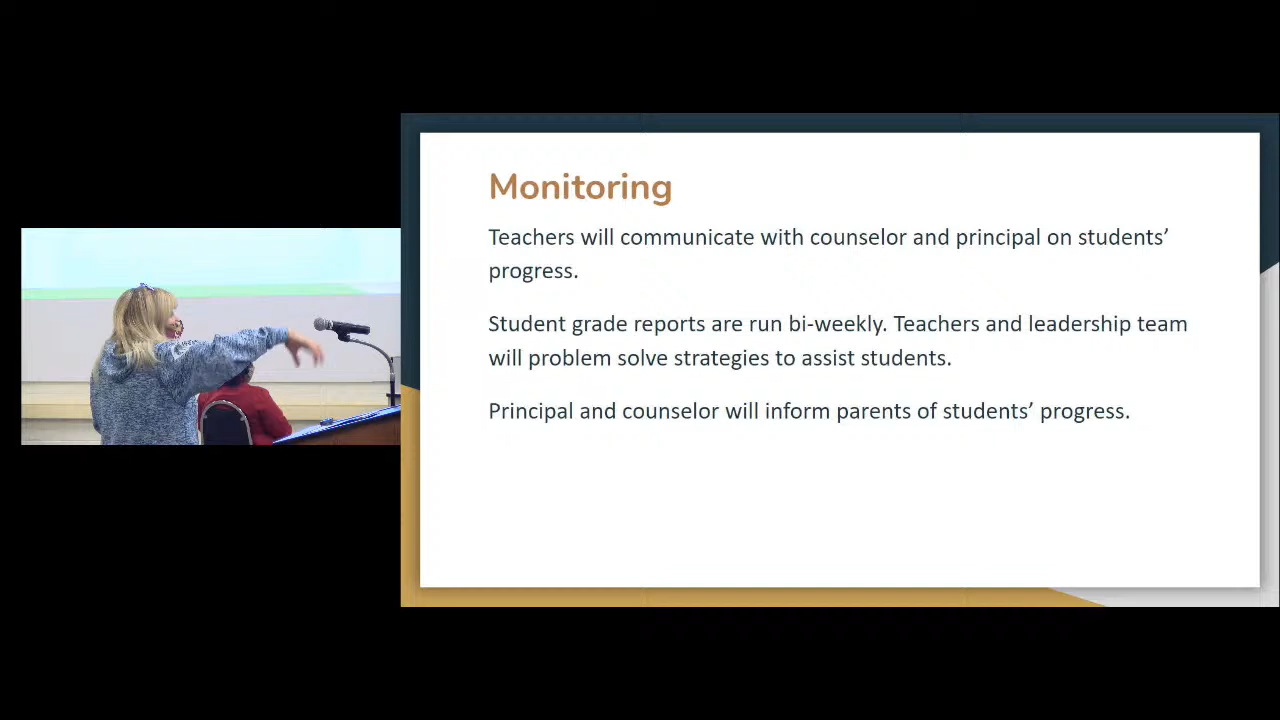 Monitoring
Teachers will communicate with counselor and principal on students’
progress.
Student grade reports are run bi-weekly. Teachers and leadership team
will problem solve strategies to assist students.
Principal and counselor will inform parents of students’ progress.